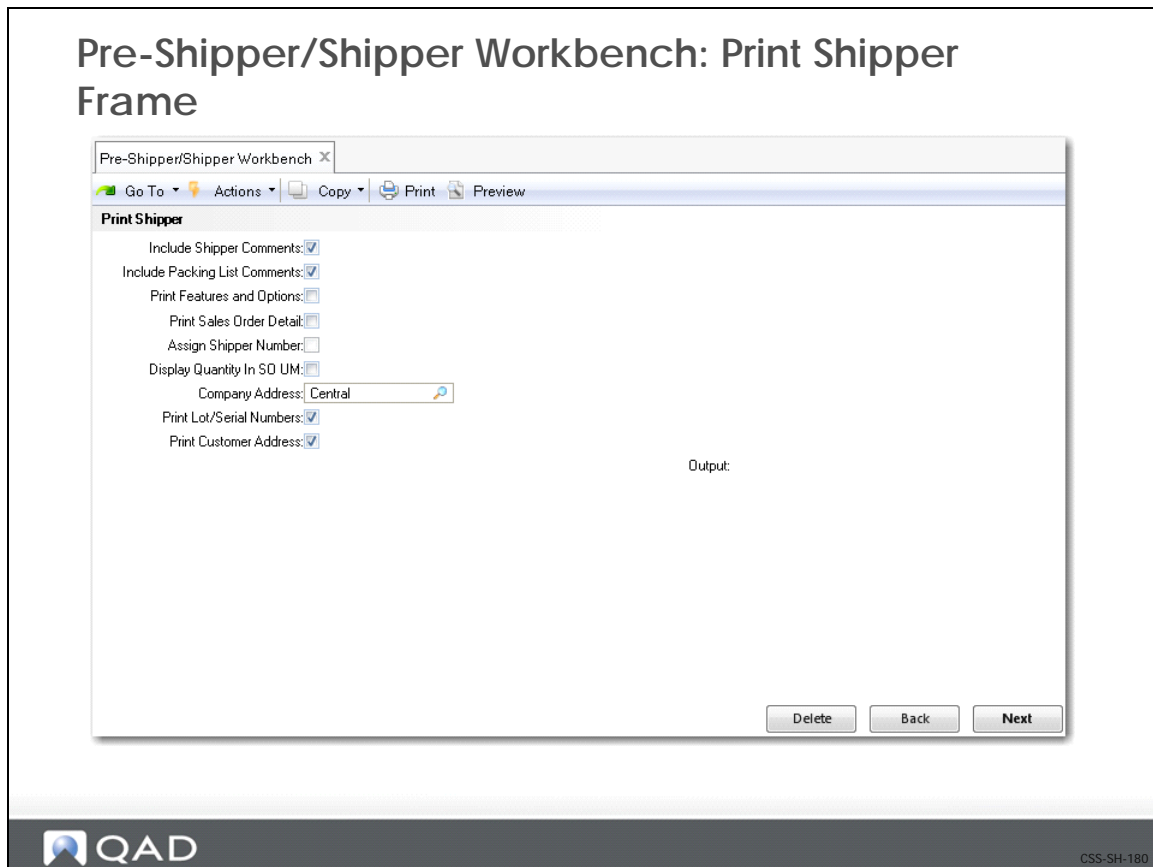 Pre-Shipper/Shipper Workbench: Print Shipper
Frame
Pre-Shipper/Shipper Workbench
Go To Actions Copy Print Preview
Print Shipper
Include Shipper Comments:
Include Packing List Comments:
Print Features and Options:
Print Sales Order Detail:
Assign Shipper Number:
Display Quantity In SO UM:
Company Address: Central
Print Lot/Serial Numbers:
Print Customer Address:
Output:
Delete Back Next
QAD
CSS-SH-180